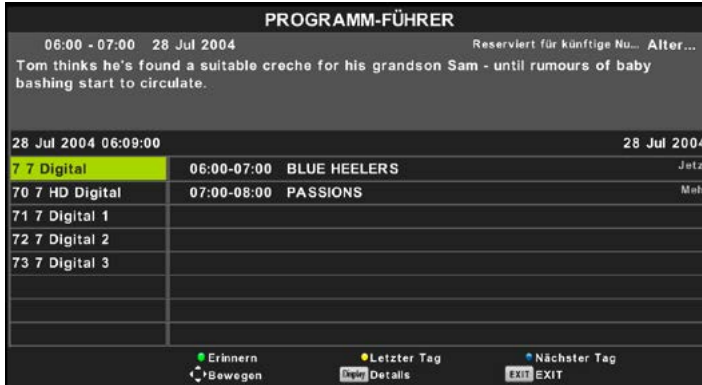 PROGRAMM-FÜHRER
06:00 - 07:00 28 Jul 2004 Reserviert für künftige Nu... Alter...
Tom thinks he's found a suitable creche for his grandson Sam - until rumours of baby
bashing start to circulate.
28 Jul 2004 06:09:00 28 Jul 2004
7 7 Digital 06:00-07:00 BLUE HEELERS Jetz
70 7 HD Digital 07:00-08:00 PASSIONS Meh
71 7 Digital 1
72 7 Digital 2
73 7 Digital 3
Erinnern Letzter Tag Nächster Tag
Bewegen Display Details EXIT EXIT